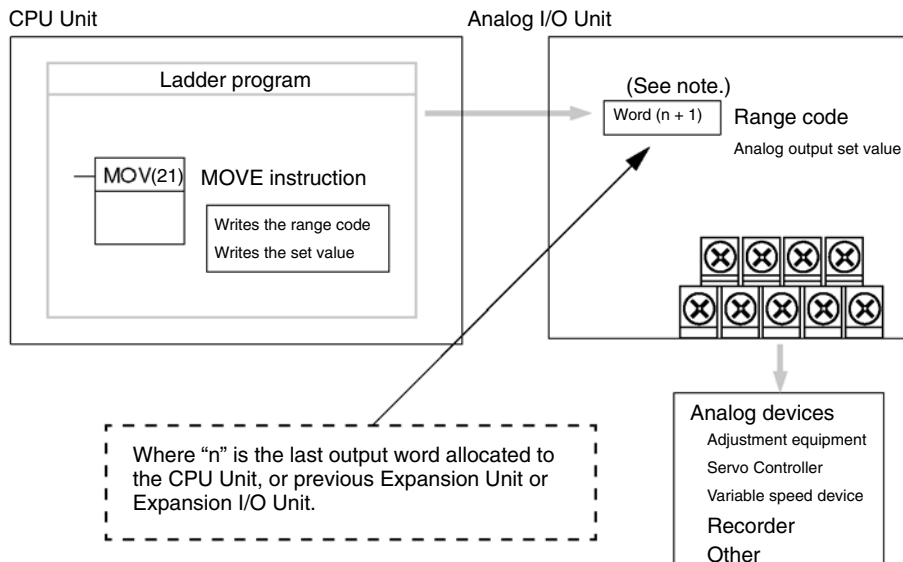 CPU Unit
Analog I/O Unit
Ladder program
(See note.)
Word (n + 1)
Range code
Analog output set value
MOV(21)
MOVE instruction
Writes the range code
Writes the set value
Where “n” is the last output word allocated to
the CPU Unit, or previous Expansion Unit or
Expansion I/O Unit.
Analog devices
Adjustment equipment
Servo Controller
Variable speed device
Recorder
Other